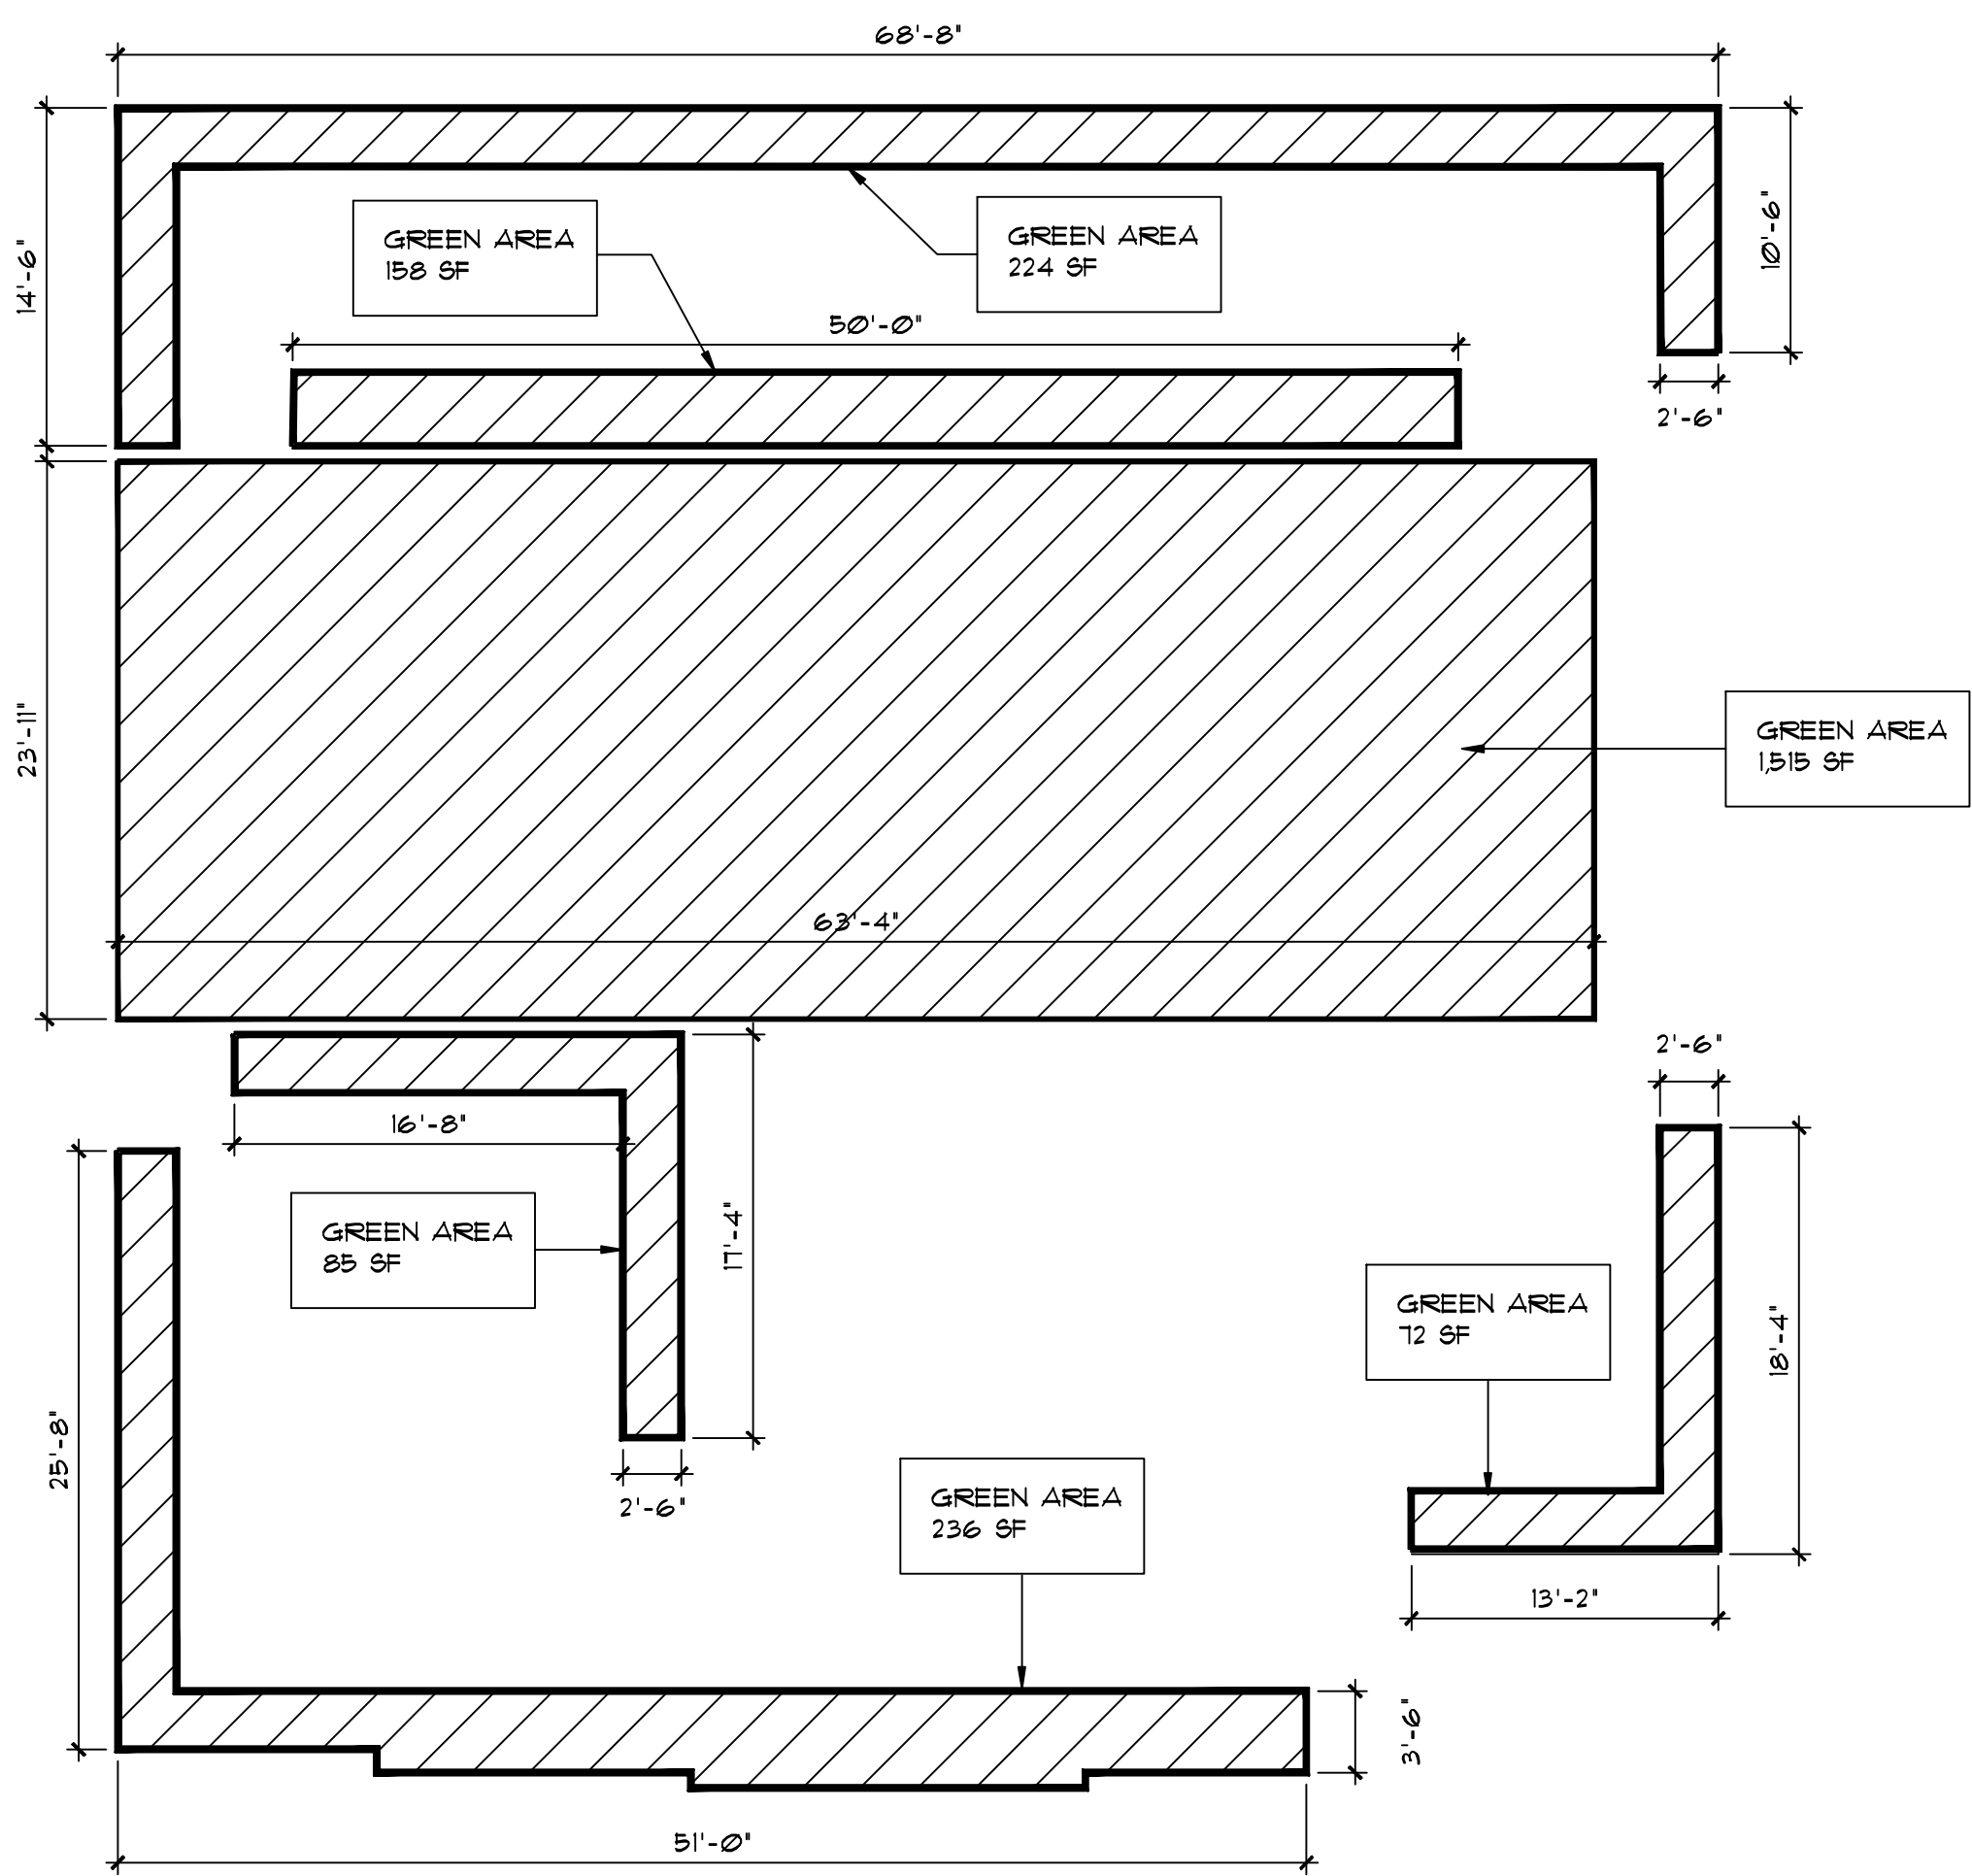 68'-8"
14'-6"
10'-6"
GREEN AREA
158 SF
GREEN AREA
224 SF
50'-0"
2'-6"
23'-11"
GREEN AREA
1,515 SF
63'-4"
2'-6"
16'-8"
17'-4"
GREEN AREA
85 SF
GREEN AREA
72 SF
18'-4"
25'-8"
2'-6"
GREEN AREA
236 SF
13'-2"
3'-6"
51'-0"